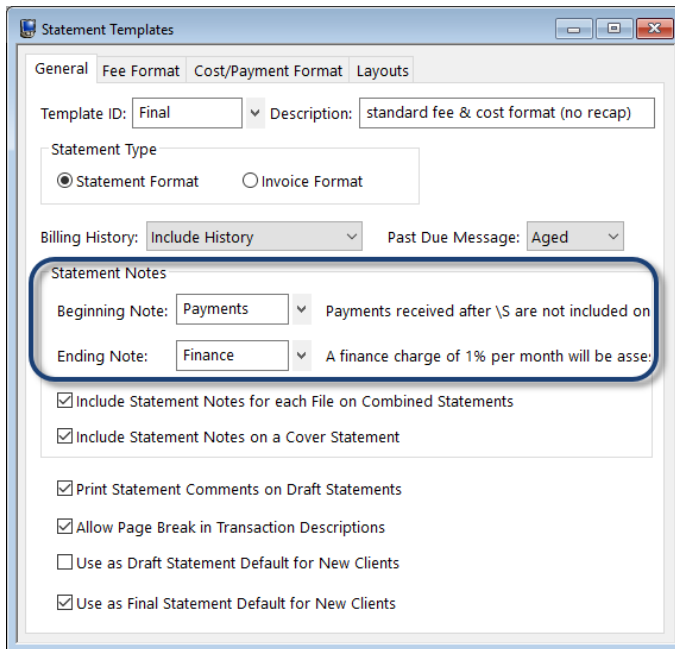 Statement Templates
General Fee Format Cost/Payment Format Layouts
Template ID: Final Description: standard fee & cost format (no recap)
Statement Type
Statement Format Invoice Format
Billing History: Include History Past Due Message: Aged
Statement Notes
Beginning Note: Payments Payments received after \S are not included on
Ending Note: Finance A finance charge of 1% per month will be
Include Statement Notes for each File on Combined Statements
Include Statement Notes on a Cover Statement
Print Statement Comments on Draft Statements
Allow Page Break in Transaction Descriptions
Use as Draft Statement Default for New Clients
Use as Final Statement Default for New Clients